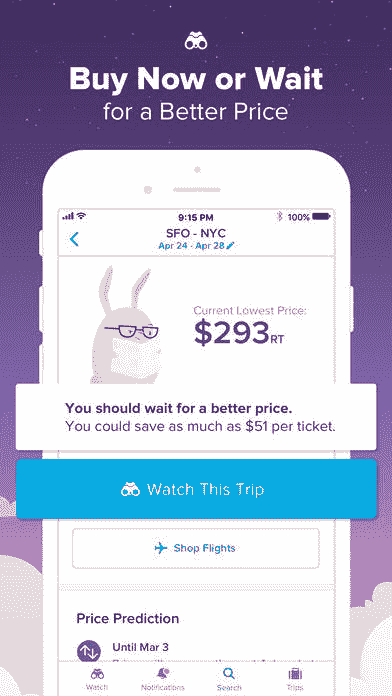 Buy Now or Wait
for a Better Price
9:15 PM
100%
SFO - NYC
Apr 24 - Apr 28
Current Lowest Price:
$293RT
You should wait for a better price.
You could save as much as $51 per ticket.
Watch This Trip
Shop Flights
Price Prediction
Until Mar 3
Watch
Notifications
Search
Trips